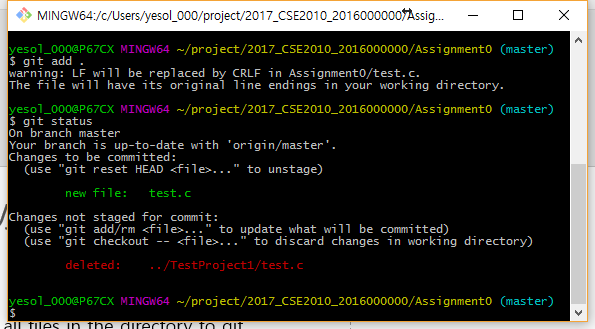 MINGW64:/c/Users/yesol_000/project/2017_CSE2010_2016000000/Assig...
yesol_000@P67CX MINGW64 ~/project/2017_CSE2010_2016000000/Assignment0 (master)
$ git add .
warning: LF will be replaced by CRLF in Assignment0/test.c.
The file will have its original line endings in your working directory.
yesol_000@P67CX MINGW64 ~/project/2017_CSE2010_2016000000/Assignment0 (master)
$ git status
On branch master
Your branch is up-to-date with 'origin/master'.
Changes to be committed:
(use "git reset HEAD <file>..." to unstage)
new file: test.c
Changes not staged for commit:
(use "git add/rm <file>..." to update what will be committed)
(use "git checkout -- <file>..." to discard changes in working directory)
deleted: ../TestProject1/test.c
yesol_000@P67CX MINGW64 ~/project/2017_CSE2010_2016000000/Assignment0 (master)
$
all files in the directory to git